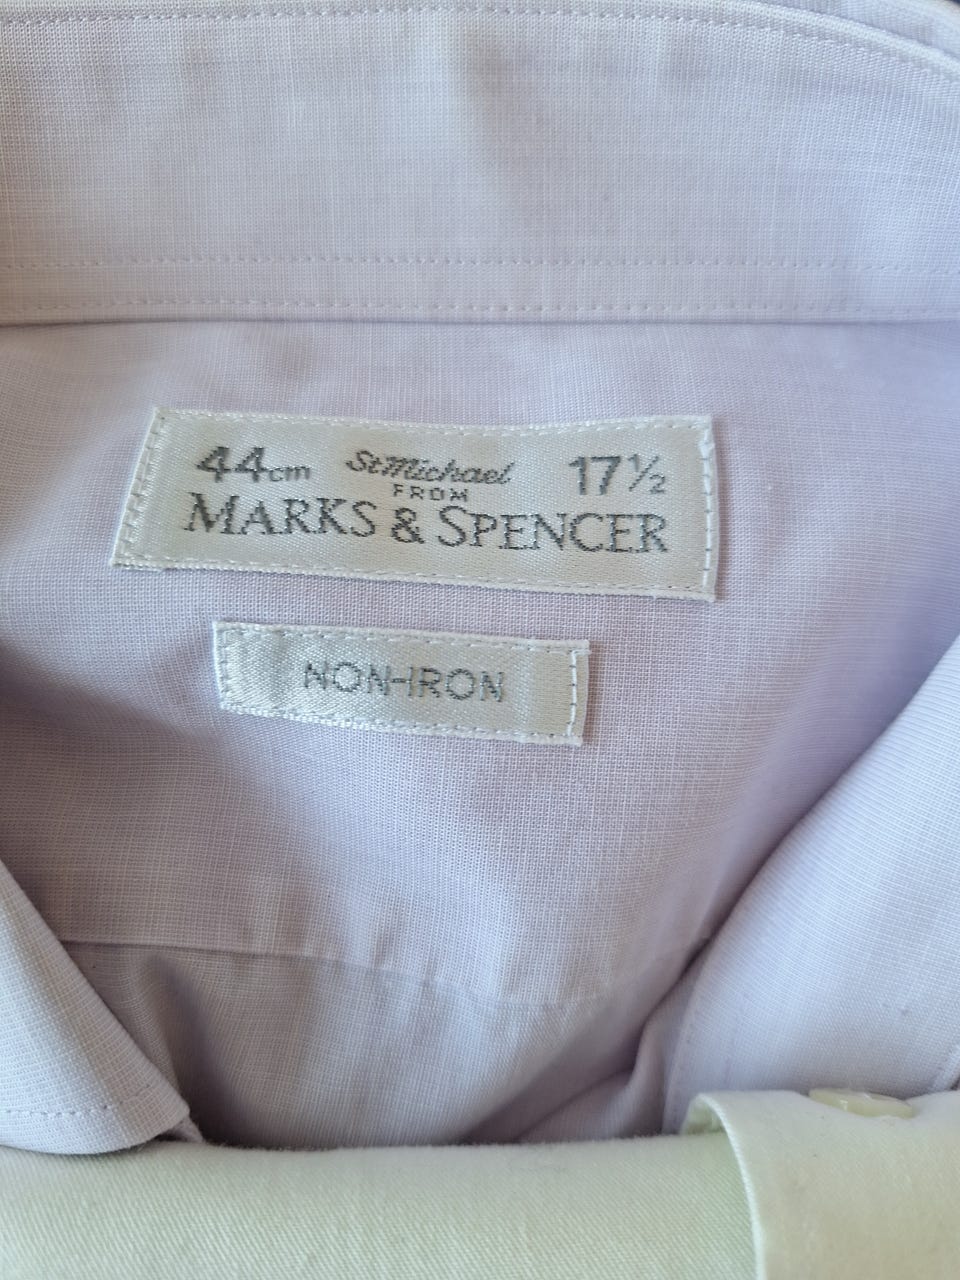 44cm St Michael 17½
FROM
MARKS & SPENCER
NON-IRON